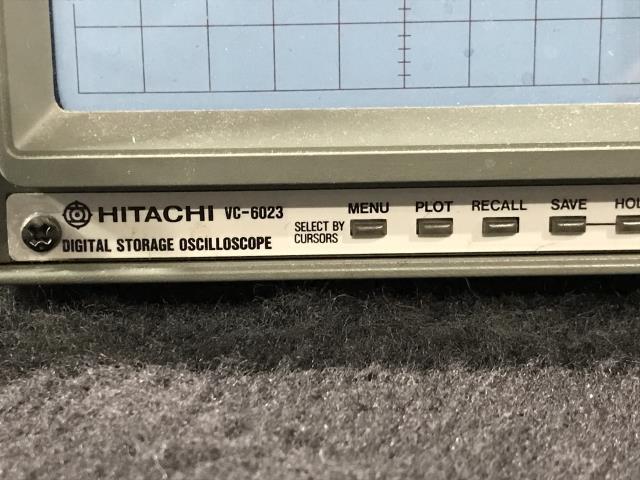 HITACHI VC-6023
DIGITAL STORAGE OSCILLOSCOPE
SELECT BY
CURSORS
MENU PLOT RECALL SAVE